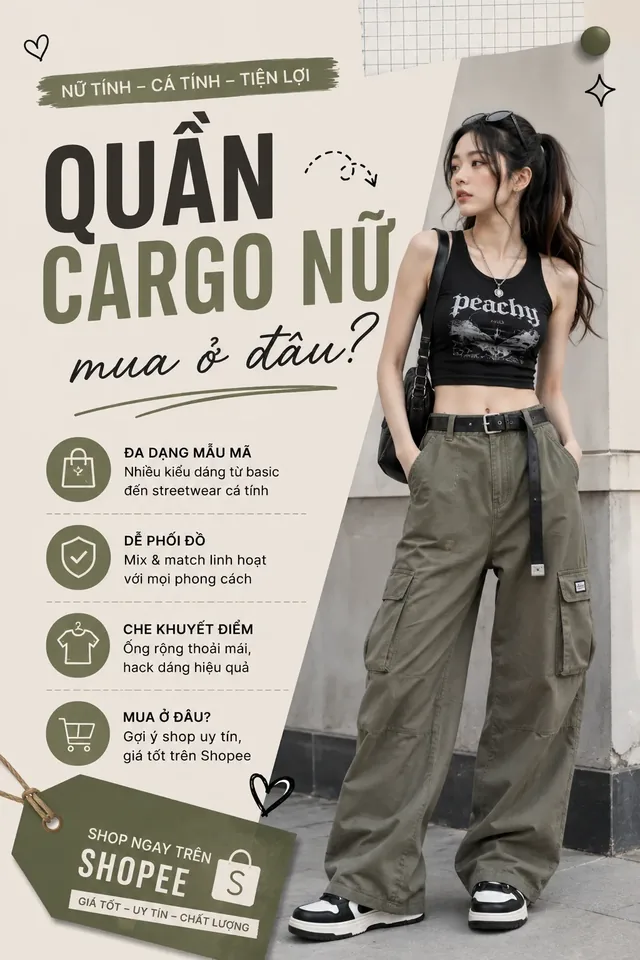 NỮ TÍNH – CÁ TÍNH – TIỆN LỢI
QUẦN
CARGO NỮ
mua ở đâu?
peachy
ĐA DẠNG MẪU MÃ
Nhiều kiểu dáng từ basic
đến streetwear cá tính
DỄ PHỐI ĐỒ
Mix & match linh hoạt
với mọi phong cách
CHE KHUYẾT ĐIỂM
Ống rộng thoải mái,
hack dáng hiệu quả
MUA Ở ĐÂU?
Gợi ý shop uy tín,
giá tốt trên Shopee
SHOP NGAY TRÊN
SHOPEE
S
GIÁ TỐT – UY TÍN – CHẤT LƯỢNG